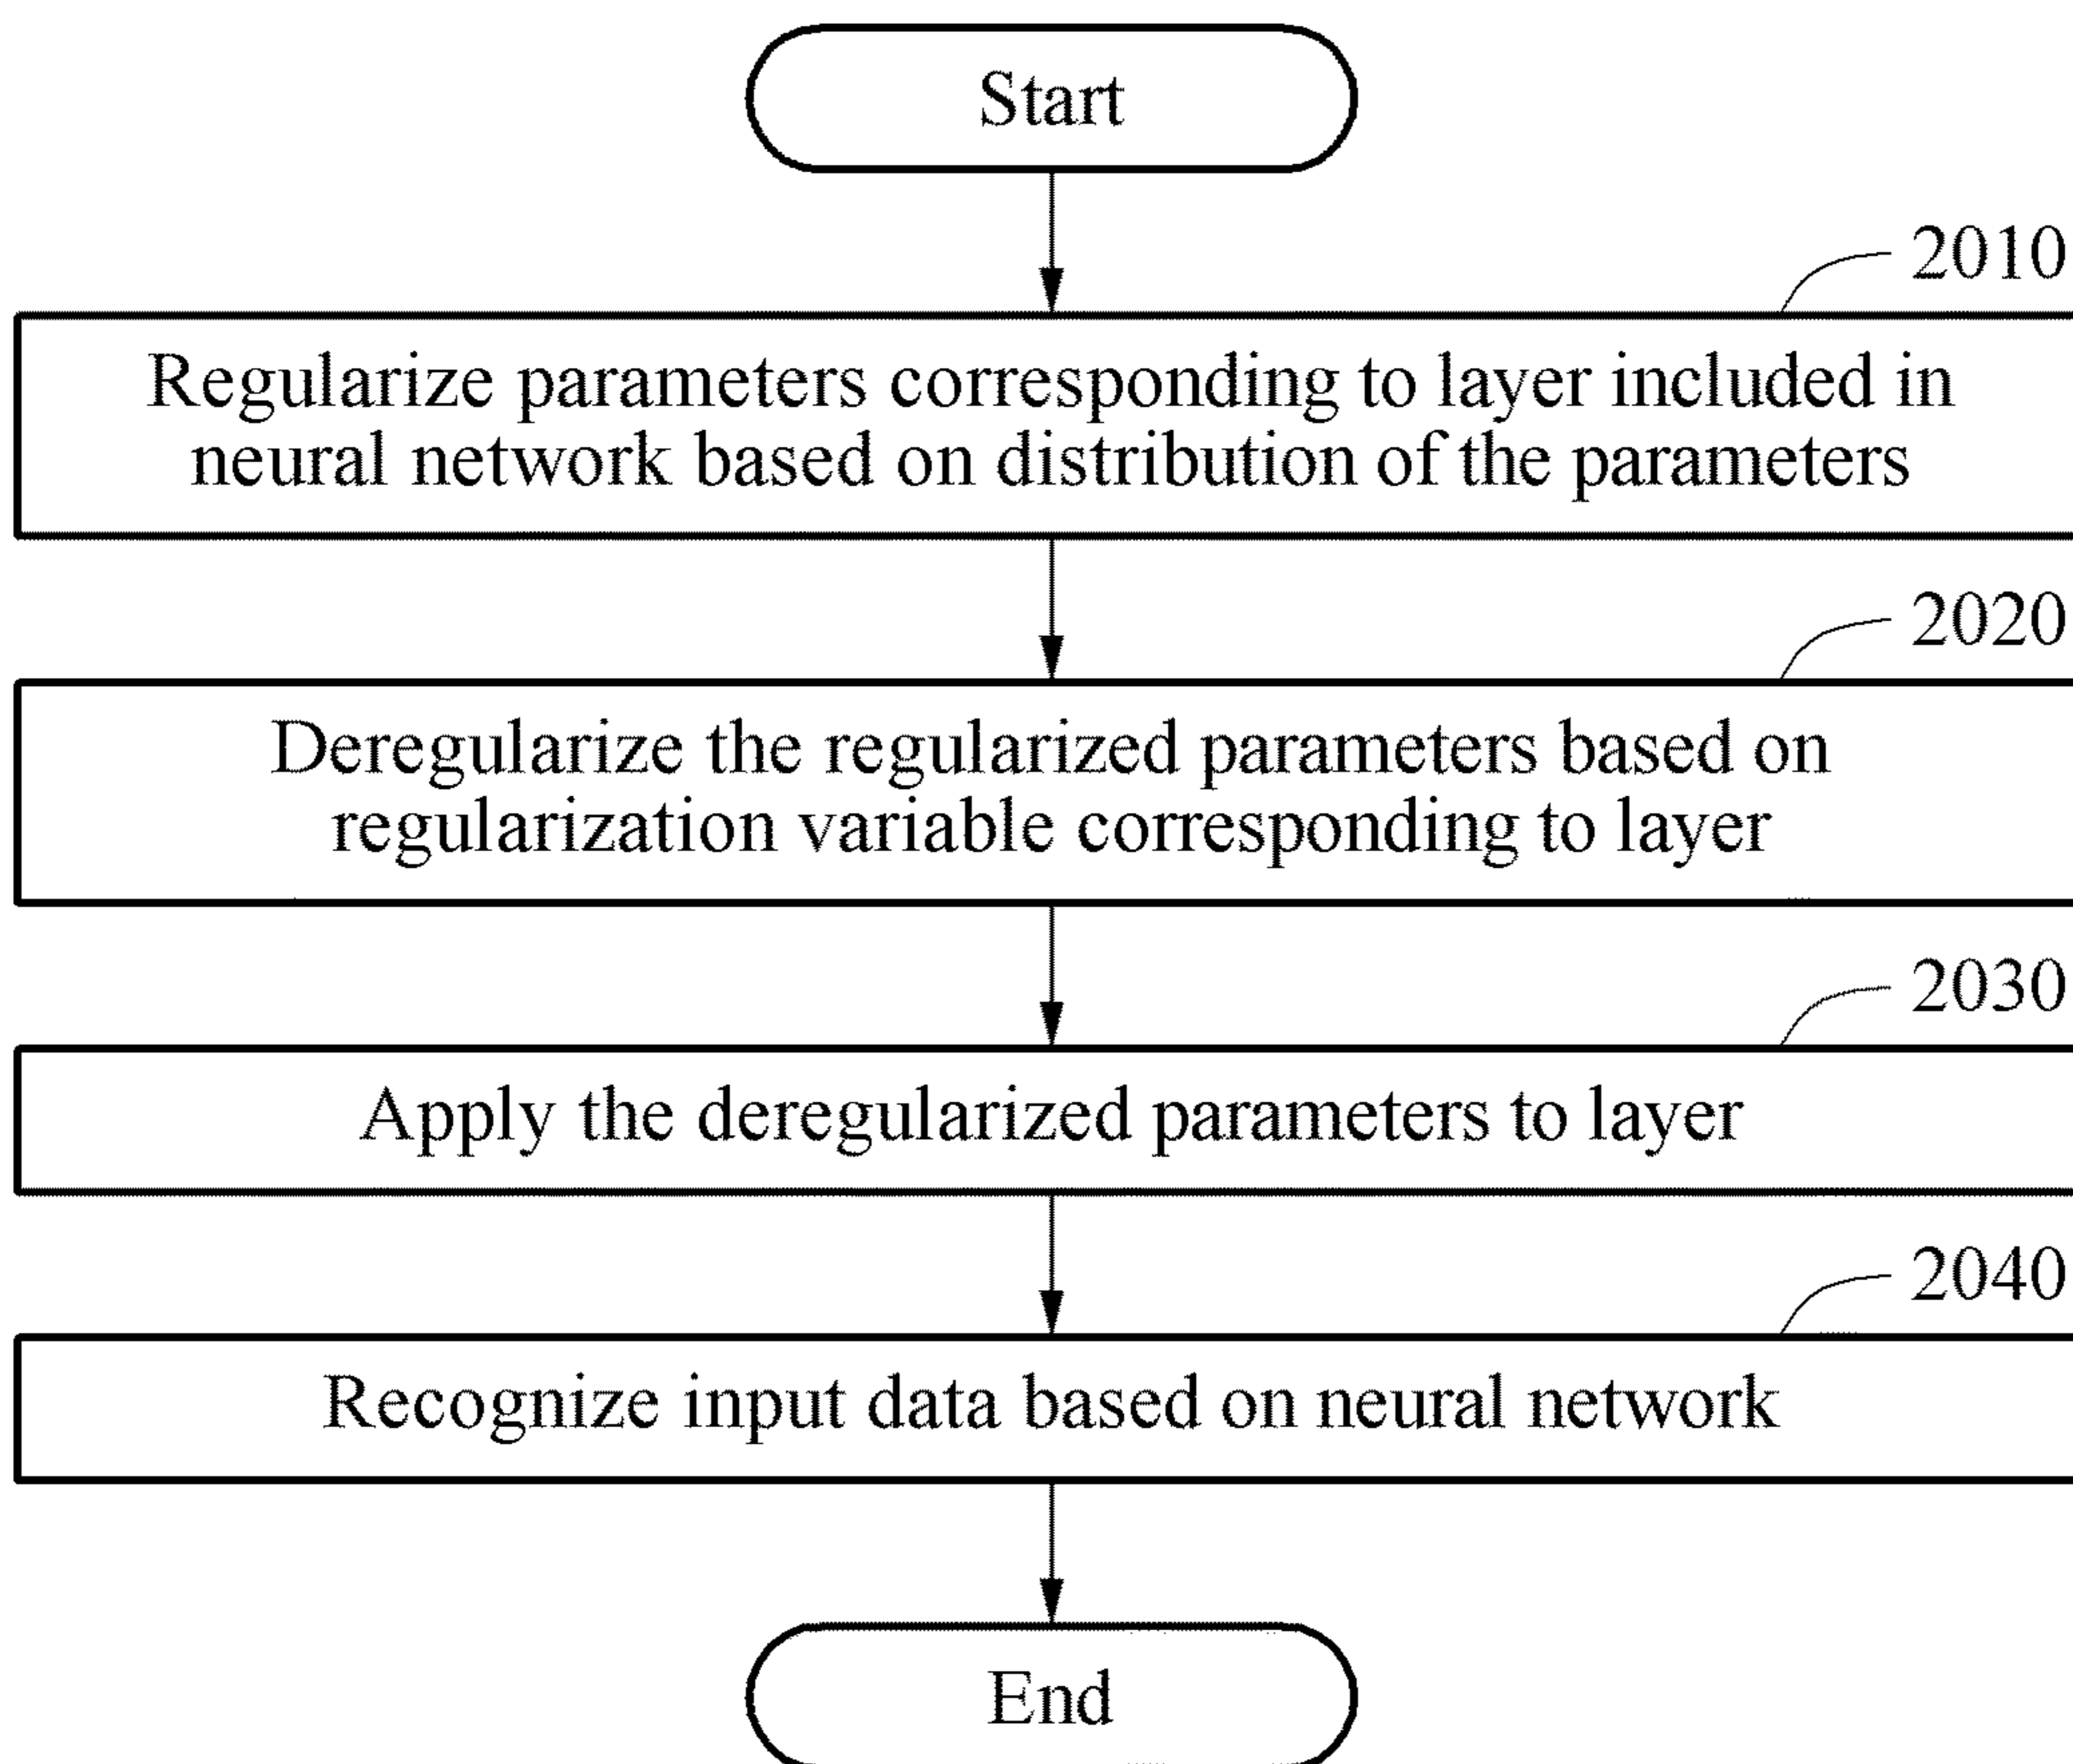 Start
2010
Regularize parameters corresponding to layer included in
neural network based on distribution of the parameters
2020
Deregularize the regularized parameters based on
regularization variable corresponding to layer
2030
Apply the deregularized parameters to layer
2040
Recognize input data based on neural network
End